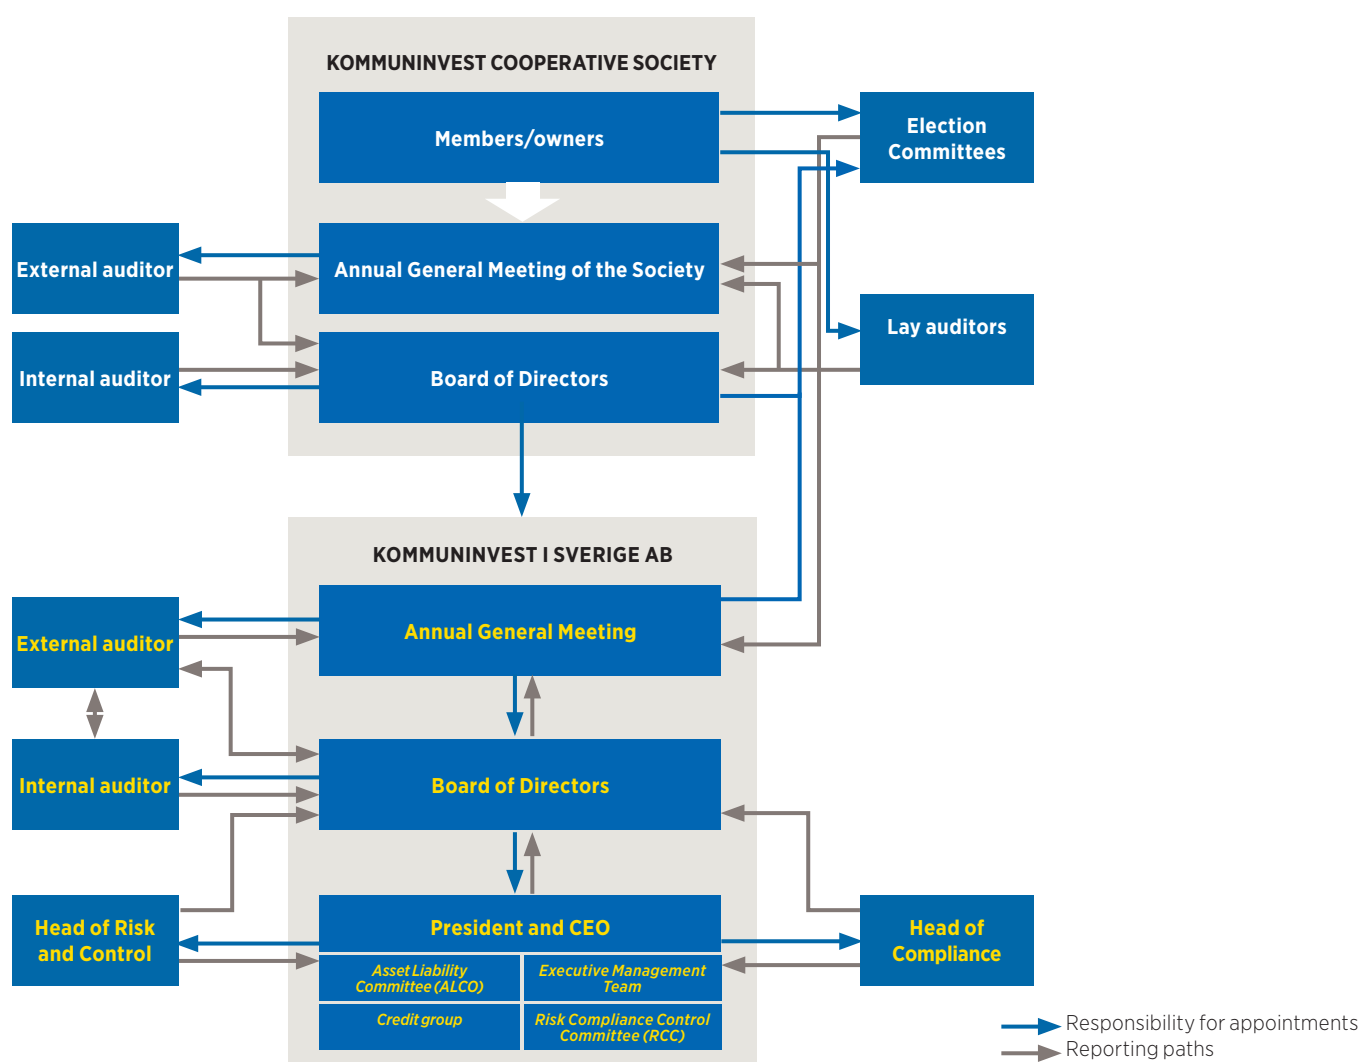 KOMMUNINVEST COOPERATIVE SOCIETY
Members/owners
Election
Committees
External auditor
Annual General Meeting of the Society
Lay auditors
Internal auditor
Board of Directors
KOMMUNINVEST I SVERIGE AB
External auditor
Annual General Meeting
Internal auditor
Board of Directors
Head of Risk
and Control
President and CEO
Head of
Compliance
Asset Liability
Committee (ALCO)
Executive Management
Team
Credit group
Risk Compliance Control
Committee (RCC)
Responsibility for appointments
Reporting paths